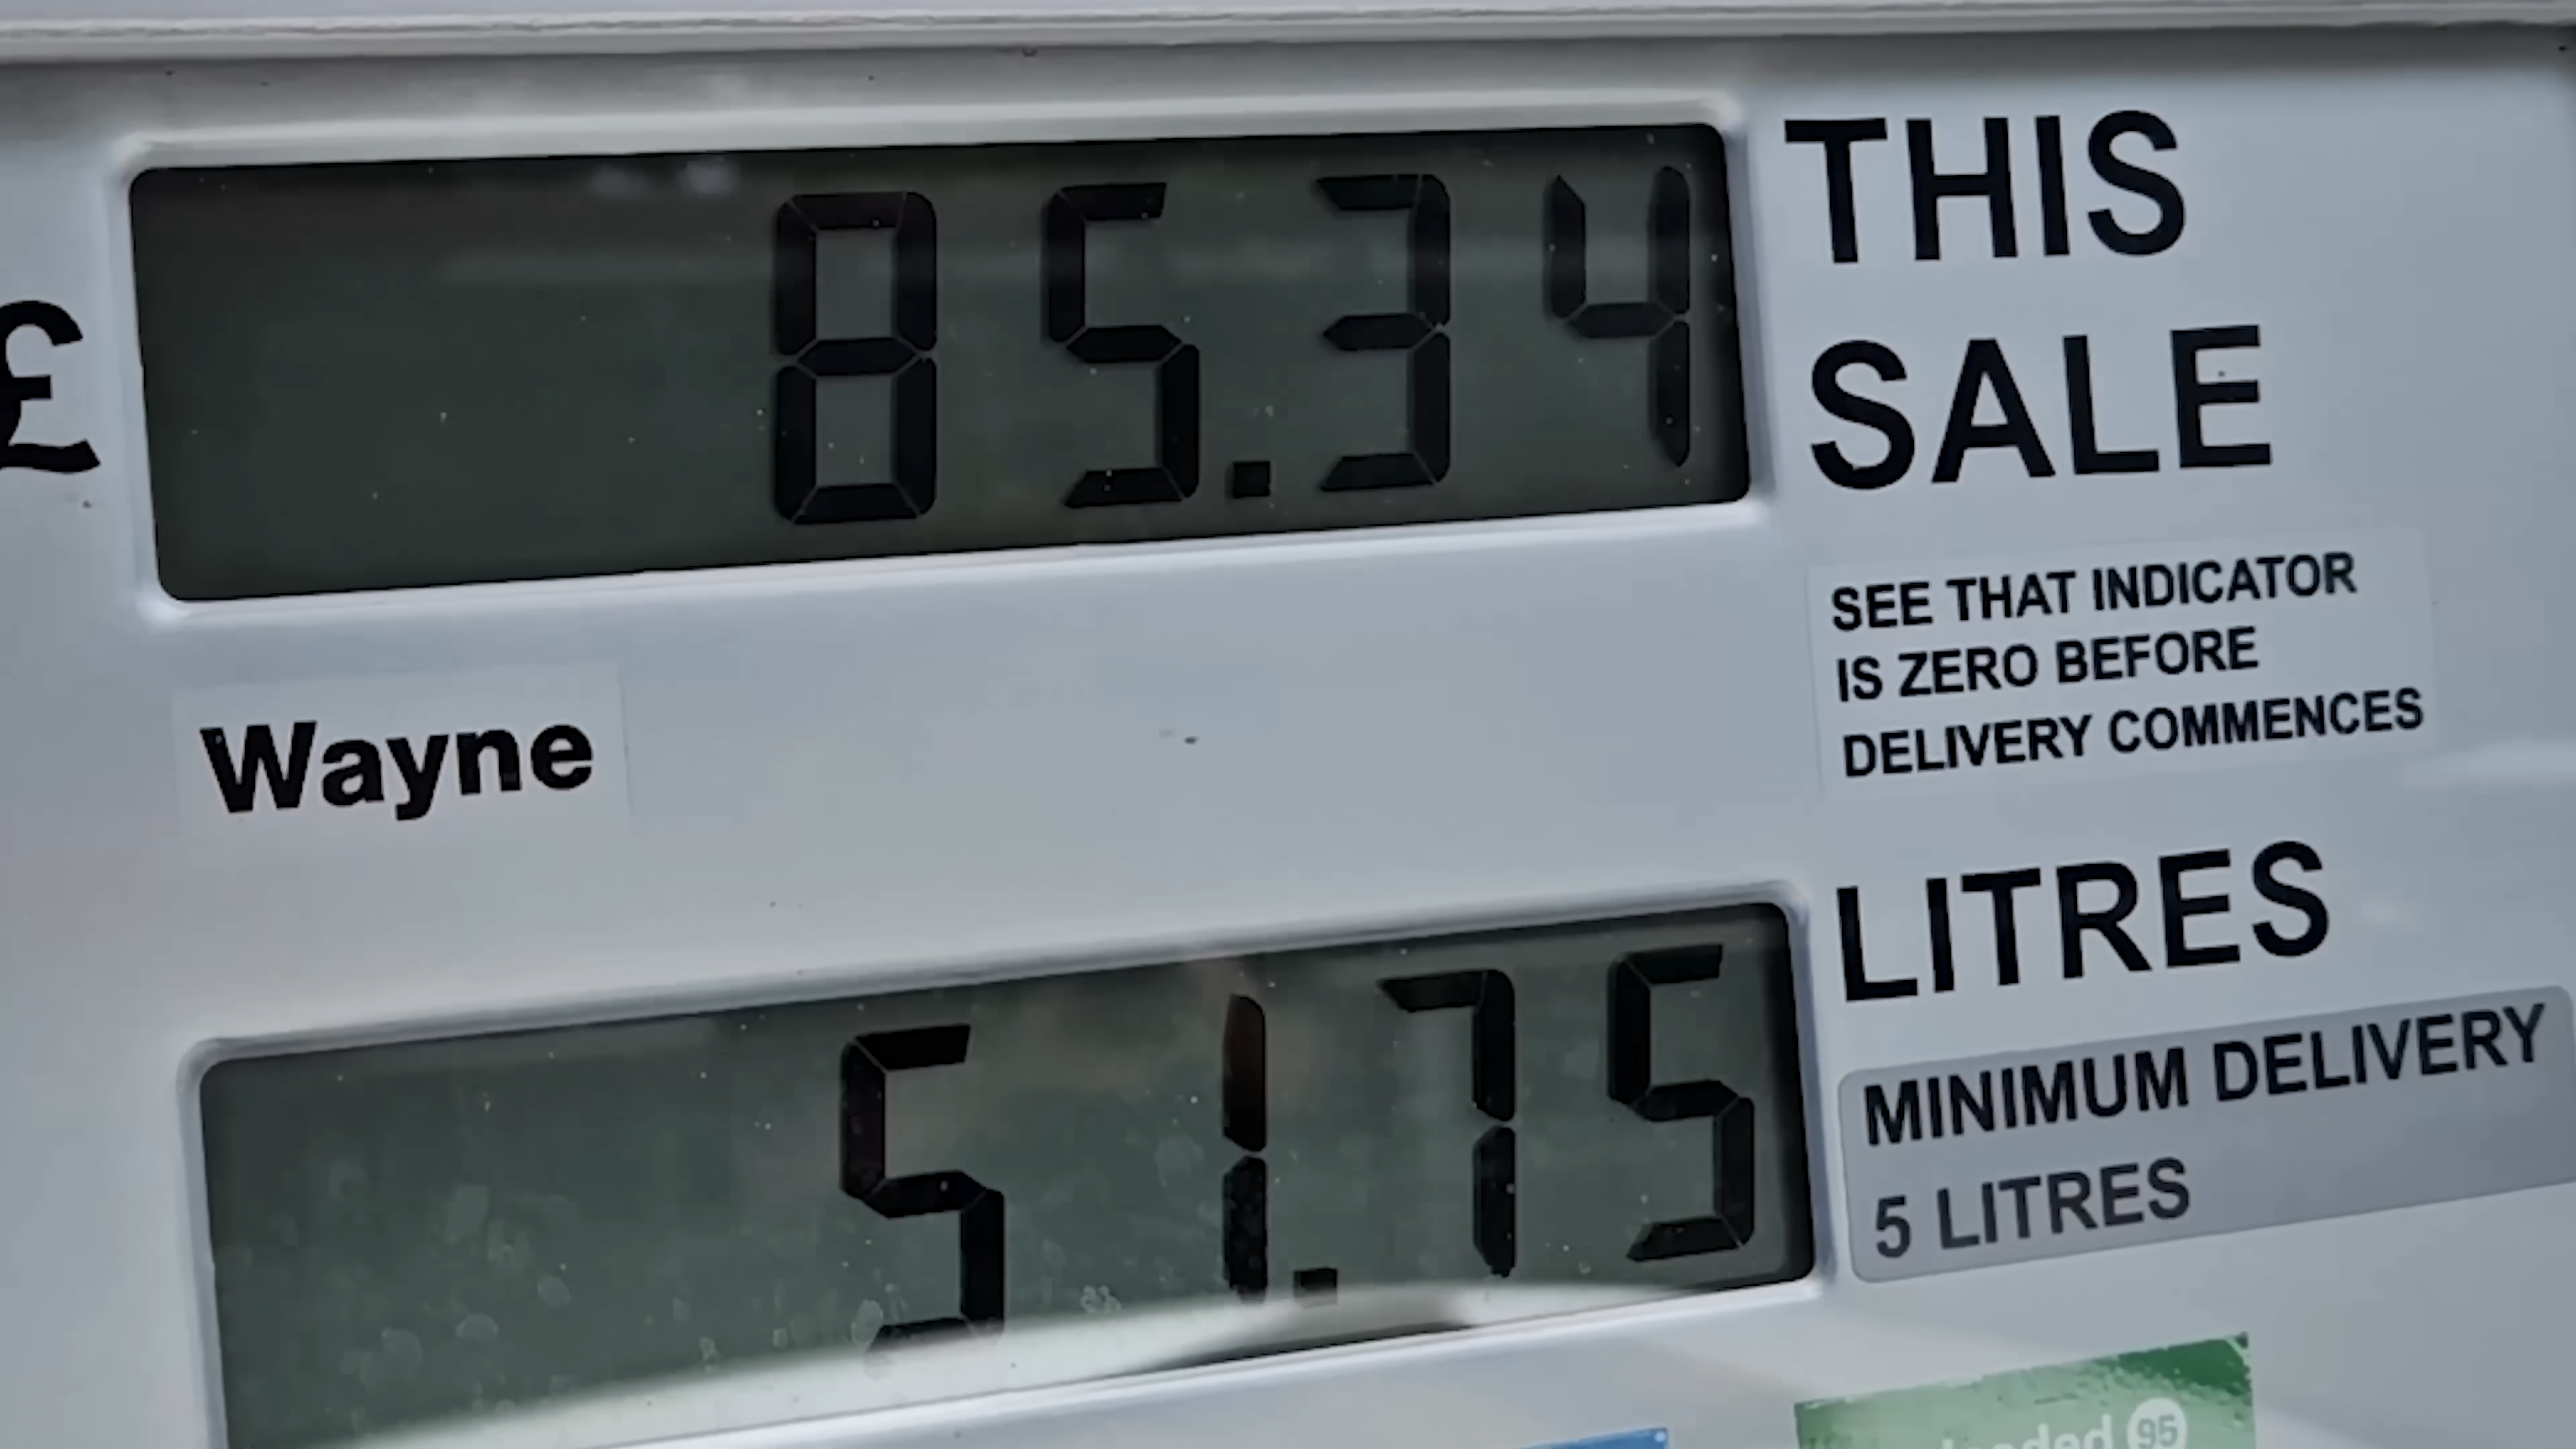 £ 85.34 THIS
SALE
SEE THAT INDICATOR
IS ZERO BEFORE
DELIVERY COMMENCES
Wayne
51.75 LITRES
MINIMUM DELIVERY
5 LITRES
95